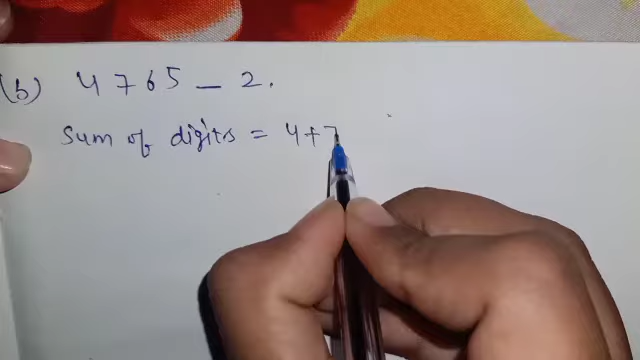 (b) 4765_2.
Sum of digits = 4+7